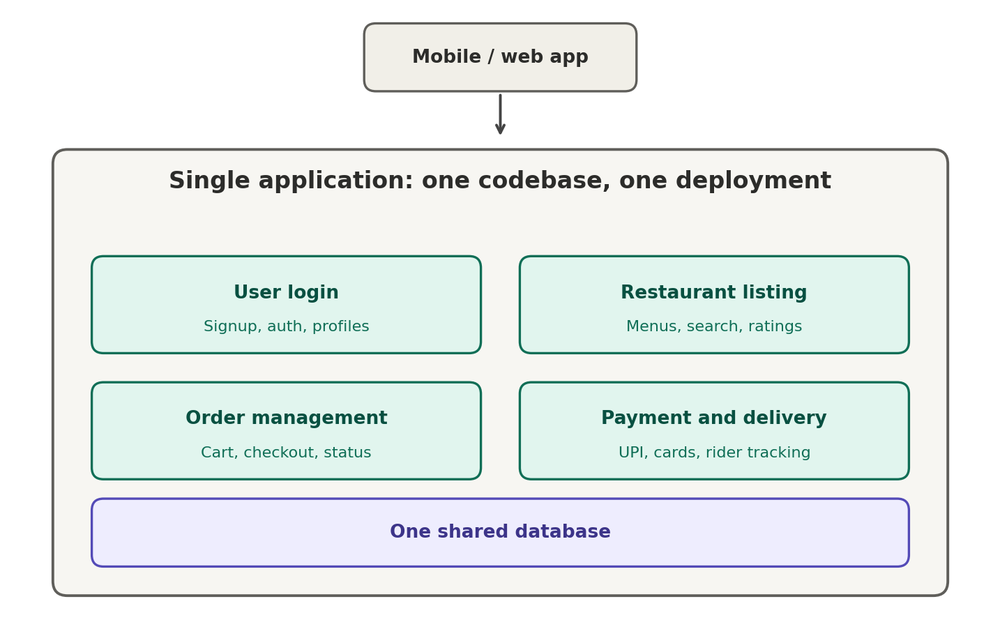 Mobile / web app
Single application: one codebase, one deployment
User login
Signup, auth, profiles
Restaurant listing
Menus, search, ratings
Order management
Cart, checkout, status
Payment and delivery
UPI, cards, rider tracking
One shared database